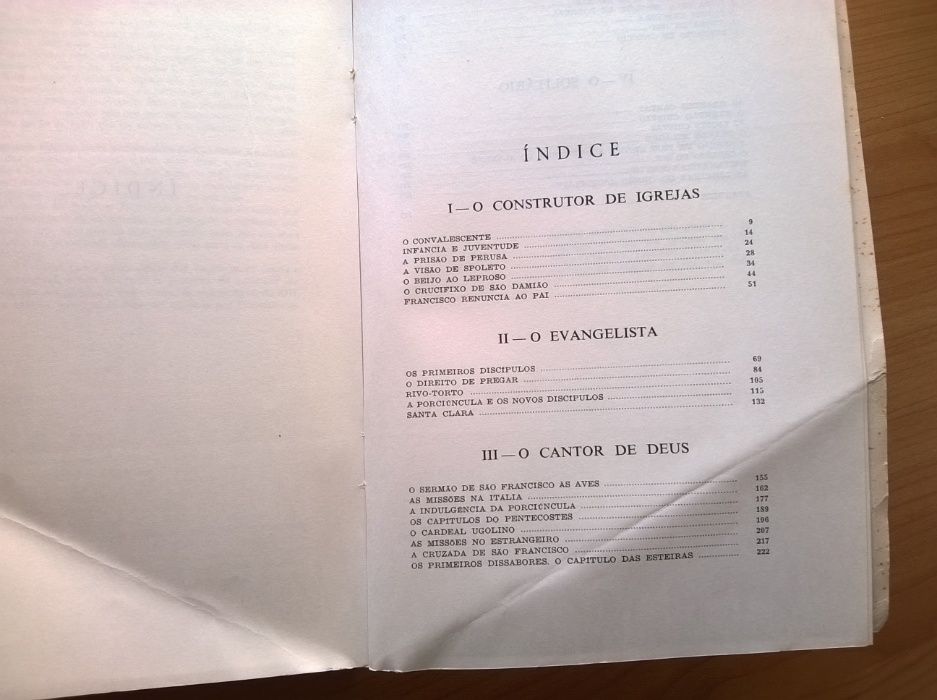 ÍNDICE
I — O CONSTRUTOR DE IGREJAS
O CONVALESCENTE 9
INFANCIA E JUVENTUDE 14
A PRISÃO DE PERUSA 24
A VISÃO DE SPOLETO 28
O BEIJO AO LEPROSO 34
O CRUCIFIXO DE SÃO DAMIÃO 44
FRANCISCO RENUNCIA AO PAI 51
II — O EVANGELISTA
OS PRIMEIROS DISCIPULOS 69
O DIREITO DE PREGAR 84
RIVO-TORTO 105
A PORCIÚNCULA E OS NOVOS DISCIPULOS 115
SANTA CLARA 132
III — O CANTOR DE DEUS
O SERMÃO DE SÃO FRANCISCO AS AVES 155
AS MISSÕES NA ITALIA 162
A INDULGÊNCIA DA PORCIÚNCULA 177
OS CAPITULOS DO PENTECOSTES 189
O CARDEAL UGOLINO 196
AS MISSÕES NO ESTRANGEIRO 207
A CRUZADA DE SÃO FRANCISCO 217
OS PRIMEIROS DISSABORES. O CAPITULO DAS ESTEIRAS 222